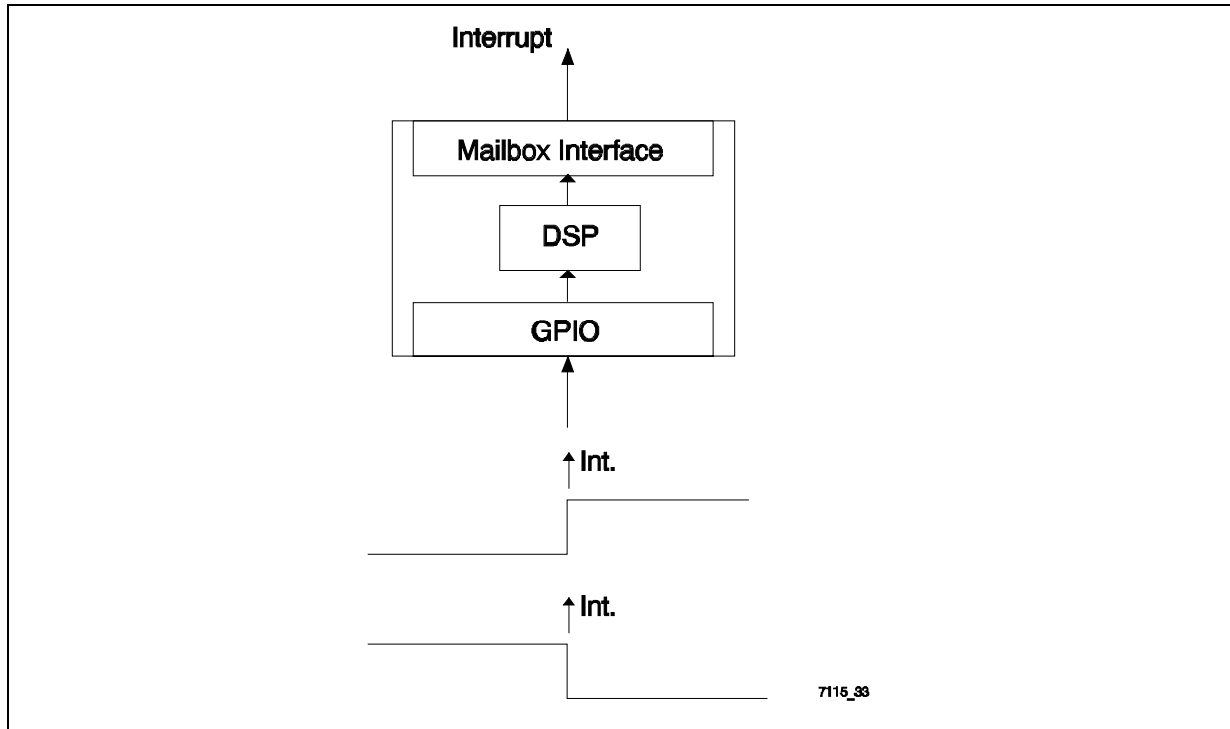 Interrupt
Mailbox Interface
DSP
GPIO
Int.
Int.
7115_33